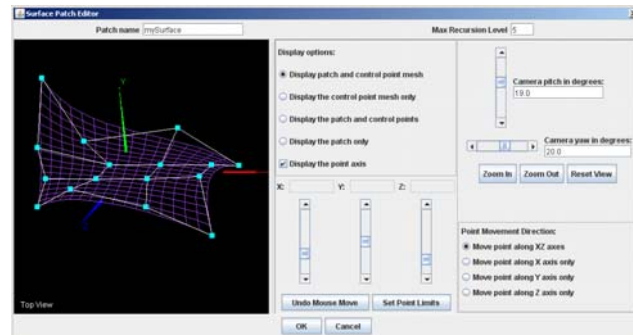 Surface Patch Editor
Patch name mySurface Max Recursion Level 5
Display options:
Display patch and control point mesh
Display the control point mesh only
Display the patch and control points
Display the patch only
Display the point axis
Camera pitch in degrees:
19.0
Camera yaw in degrees:
20.0
Zoom In Zoom Out Reset View
X: Y: Z:
Point Movement Direction:
Move point along XZ axes
Move point along X axis only
Move point along Y axis only
Move point along Z axis only
Undo Mouse Move Set Point Limits
Y
Top View
OK Cancel